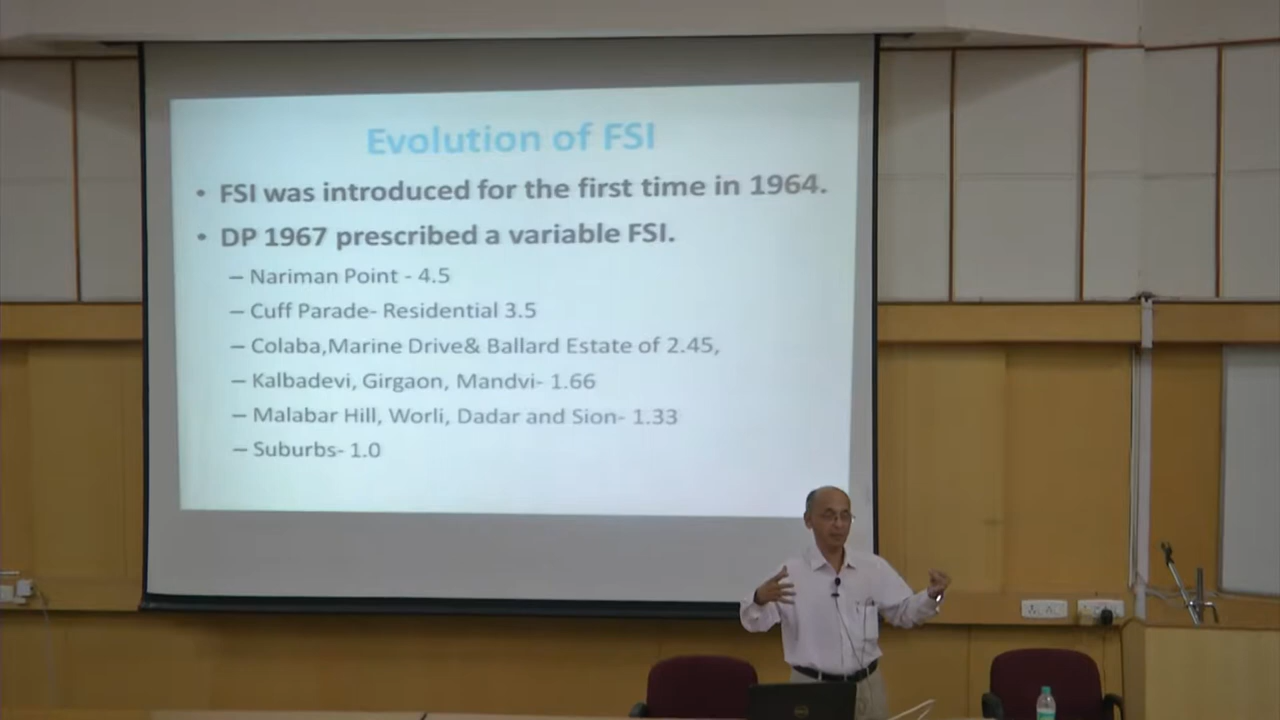 Evolution of FSI
• FSI was introduced for the first time in 1964.
• DP 1967 prescribed a variable FSI.
– Nariman Point - 4.5
– Cuff Parade- Residential 3.5
– Colaba,Marine Drive& Ballard Estate of 2.45,
– Kalbadevi, Girgaon, Mandvi- 1.66
– Malabar Hill, Worli, Dadar and Sion- 1.33
– Suburbs- 1.0
DELL